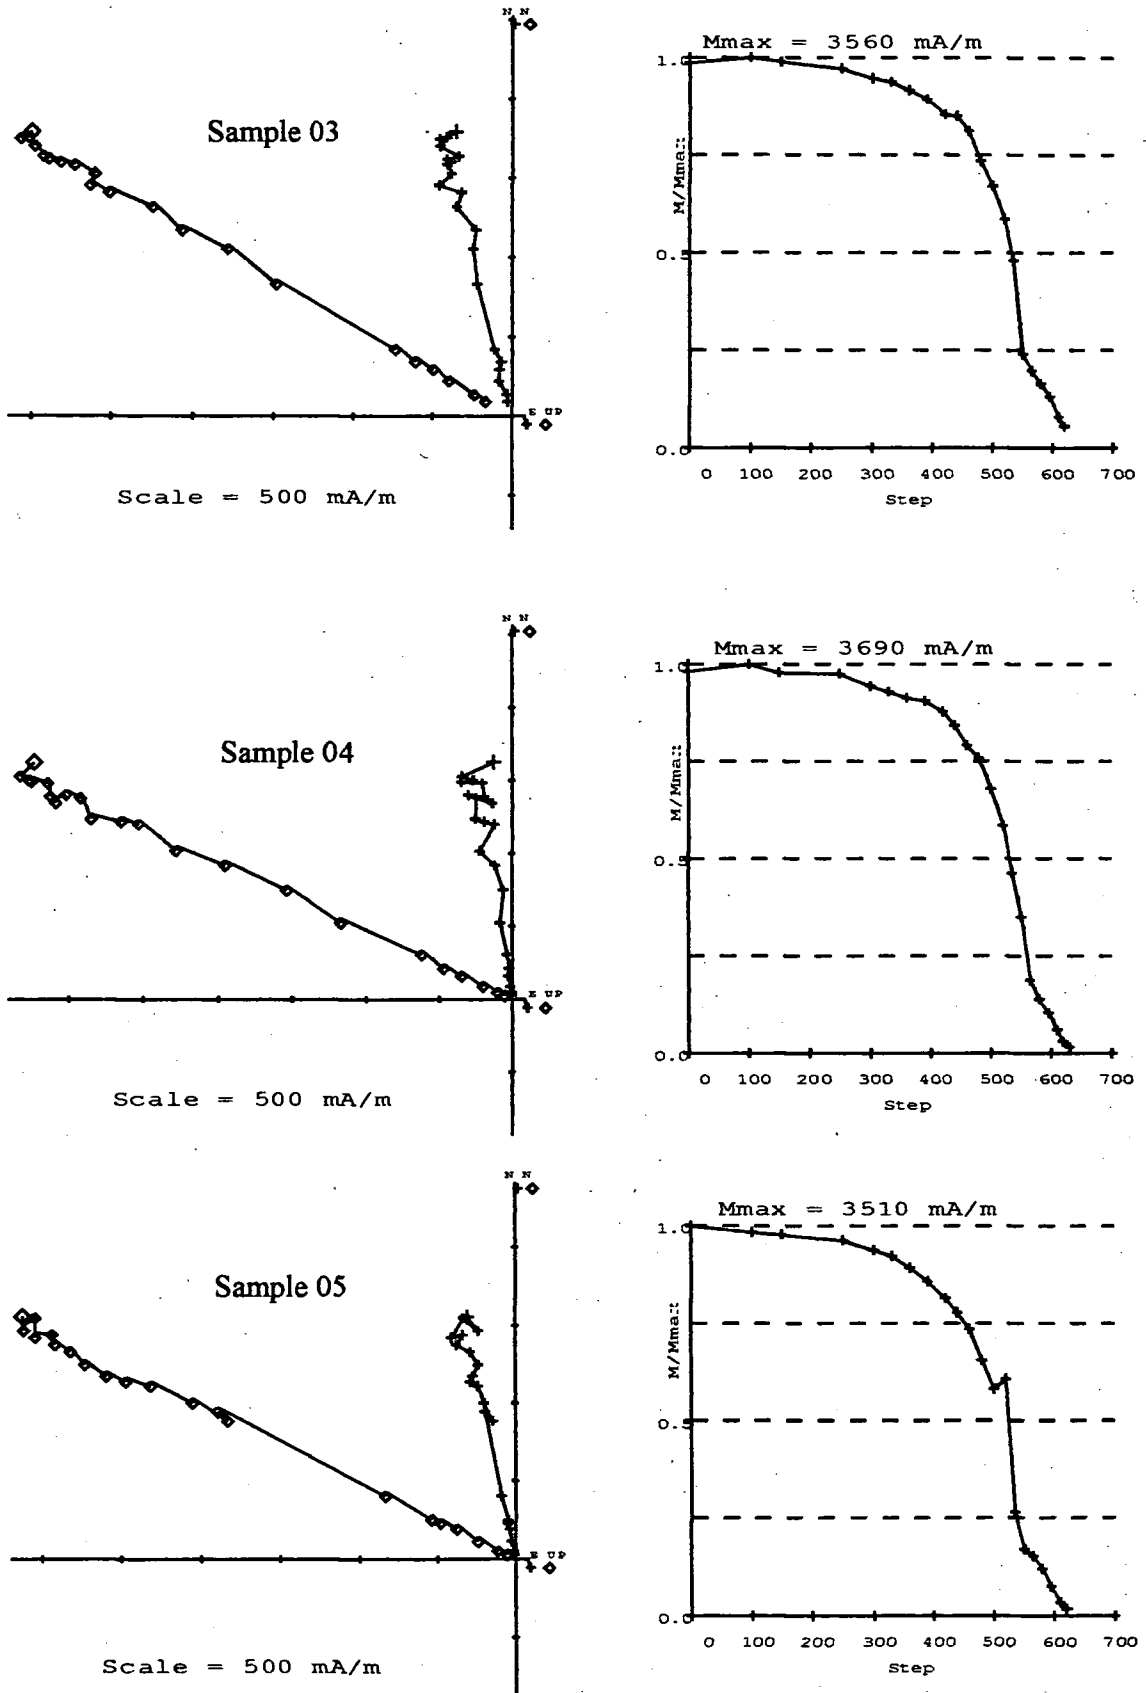 N N
Sample 03
E UP
Scale = 500 mA/m
Mmax = 3560 mA/m
1.0
M/Mmax
0.5
0.0
0 100 200 300 400 500 600 700
Step
N N
Sample 04
E UP
Scale = 500 mA/m
Mmax = 3690 mA/m
1.0
M/Mmax
0.5
0.0
0 100 200 300 400 500 600 700
Step
N N
Sample 05
E UP
Scale = 500 mA/m
Mmax = 3510 mA/m
1.0
M/Mmax
0.5
0.0
0 100 200 300 400 500 600 700
Step